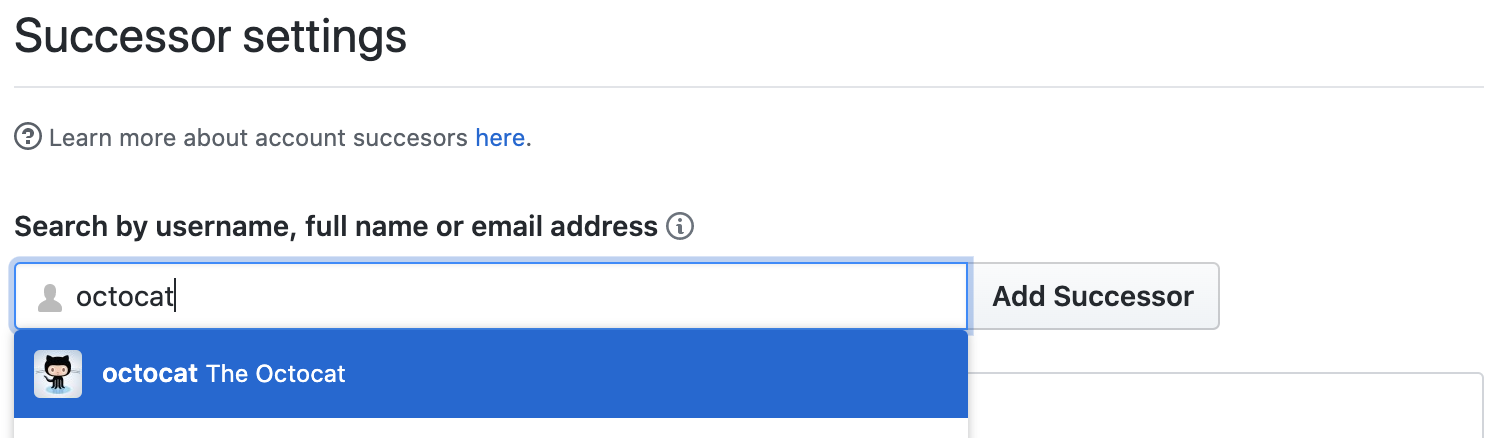 Successor settings
Learn more about account succesors here.
Search by username, full name or email address
octocat
Add Successor
octocat The Octocat